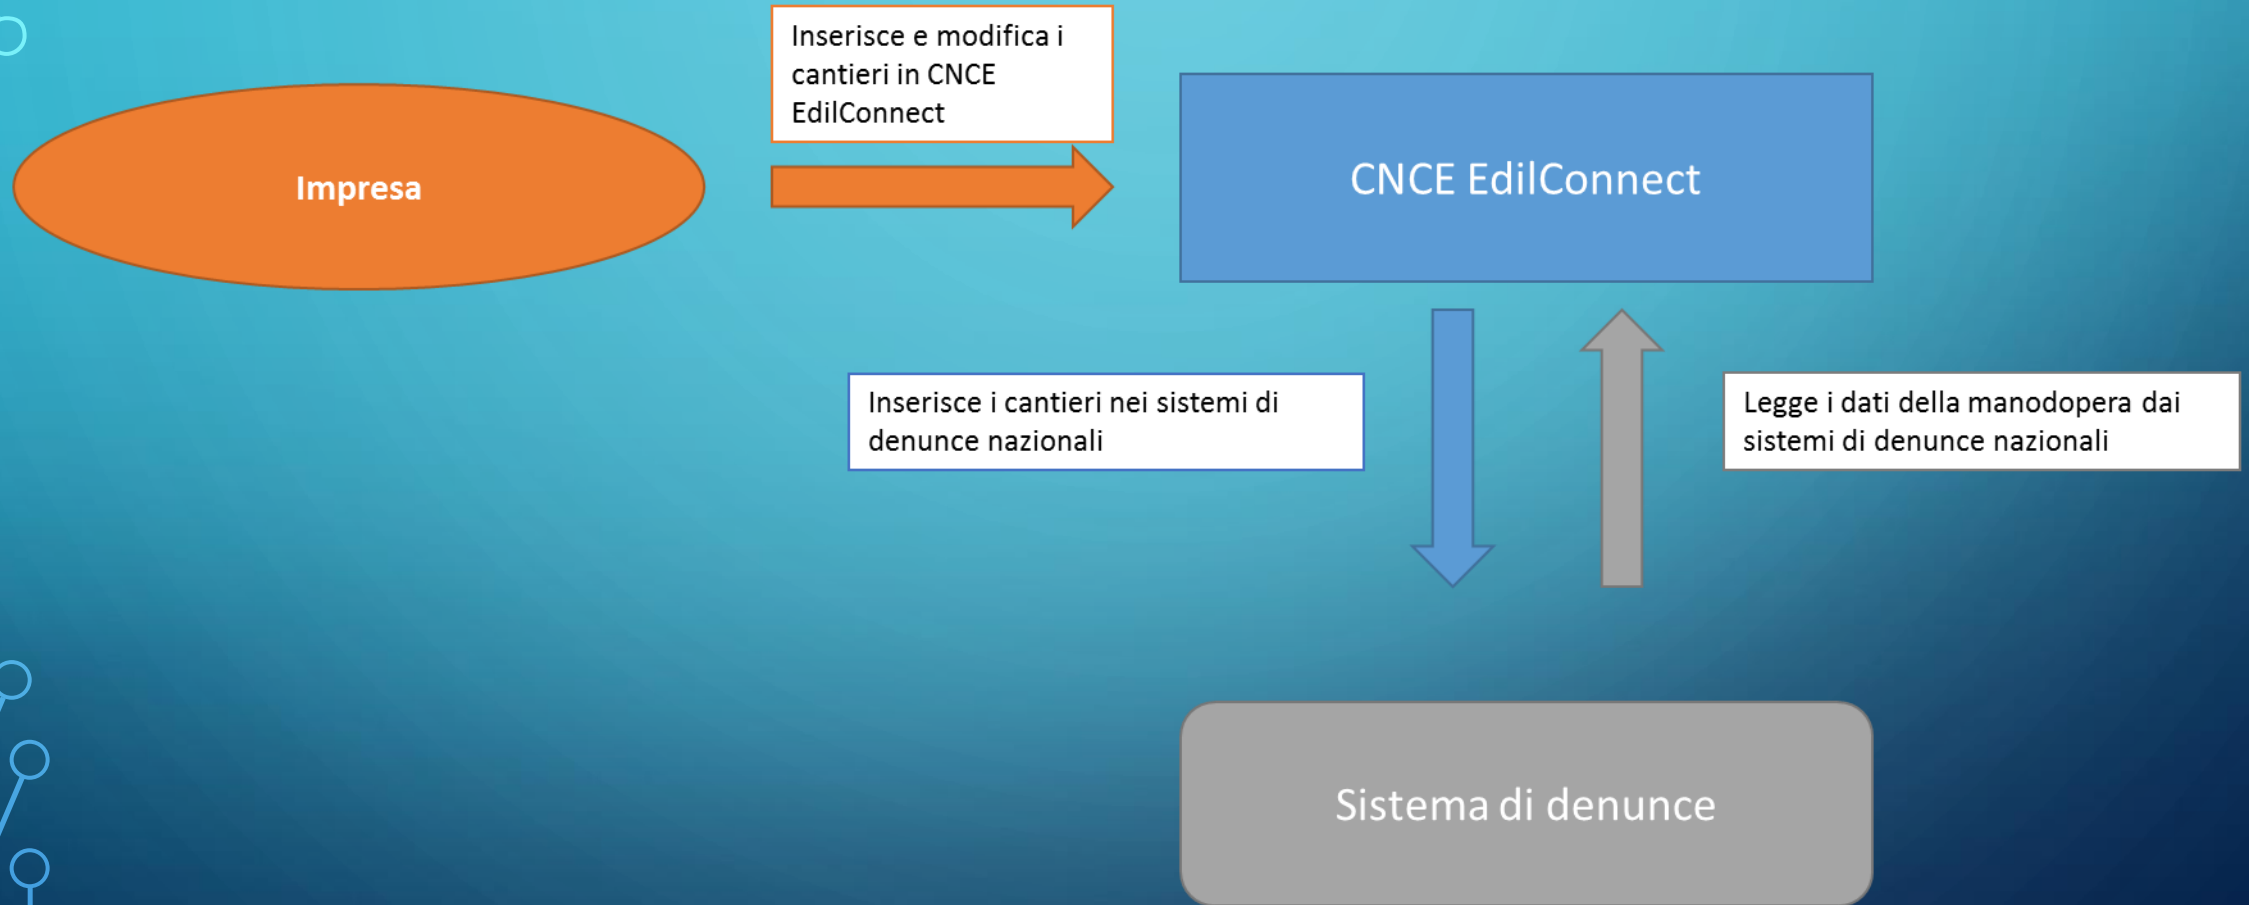 Inserisce e modifica i
cantieri in CNCE
EdilConnect
Impresa
CNCE EdilConnect
Inserisce i cantieri nei sistemi di
denunce nazionali
Legge i dati della manodopera dai
sistemi di denunce nazionali
Sistema di denunce